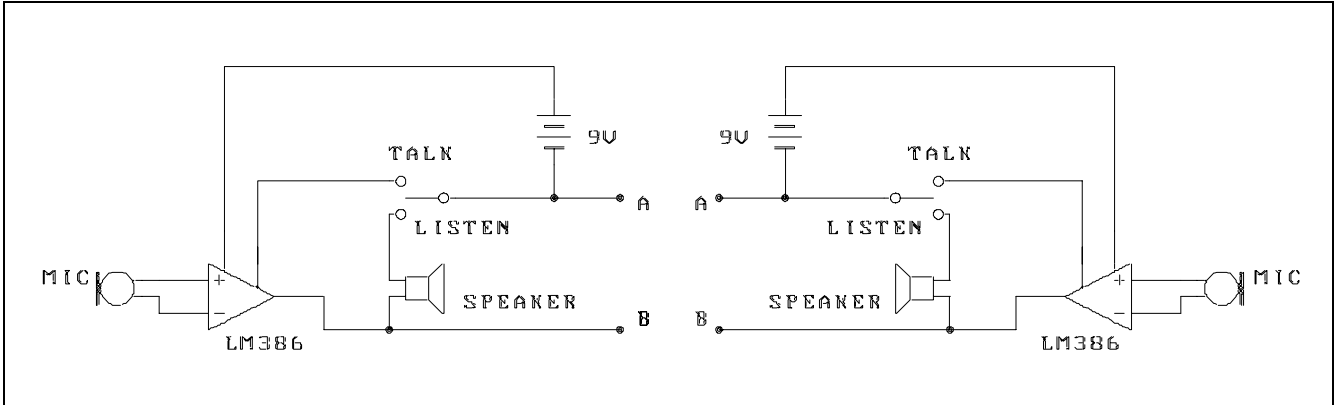 9V 9V
TALK TALK
A A
LISTEN LISTEN
MIC + + MIC
SPEAKER SPEAKER
B B
− −
LM386 LM386